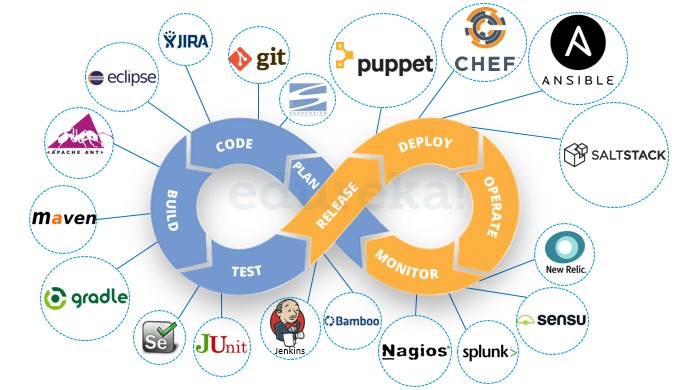 JIRA
git
puppet
CHEF
ANSIBLE
eclipse
SUBVERSION
APACHE ANT
CODE
PLAN
DEPLOY
SALTSTACK
edureka!
maven
BUILD
RELEASE
OPERATE
TEST
MONITOR
New Relic.
gradle
Se
JUnit
Jenkins
Bamboo
Nagios®
splunk>
sensu